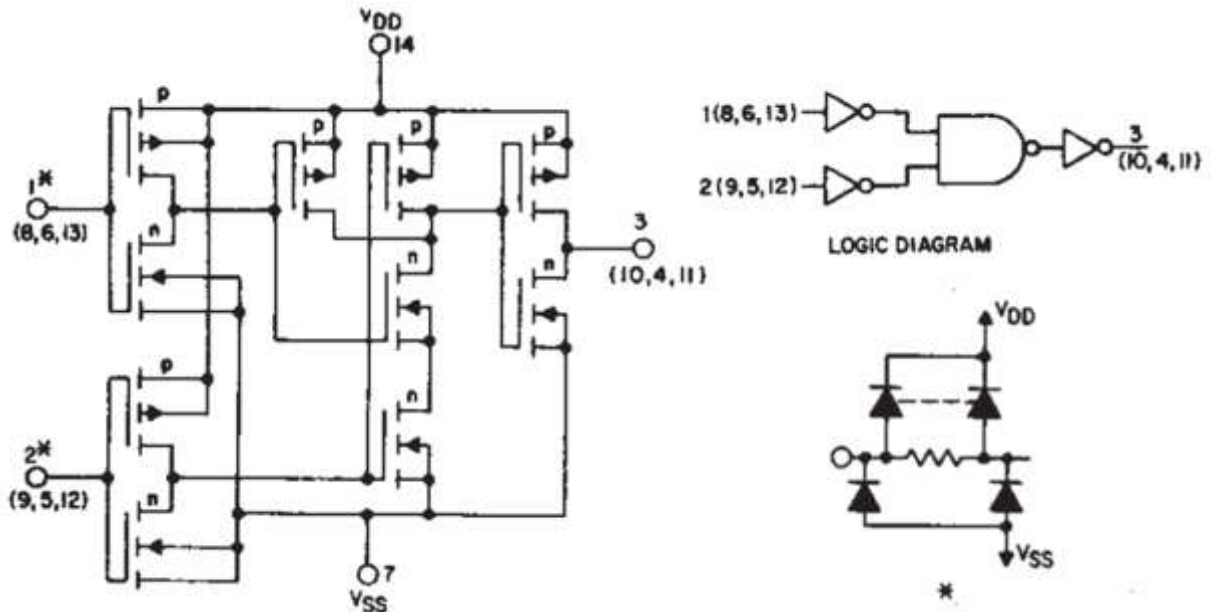 VDD
14
p
p
p
p
1*
(8,6,13)
n
n
n
3
(10,4,11)
p
n
2*
(9,5,12)
n
7
VSS
1(8,6,13)
2(9,5,12)
3
(10,4,11)
LOGIC DIAGRAM
VDD
VSS
*